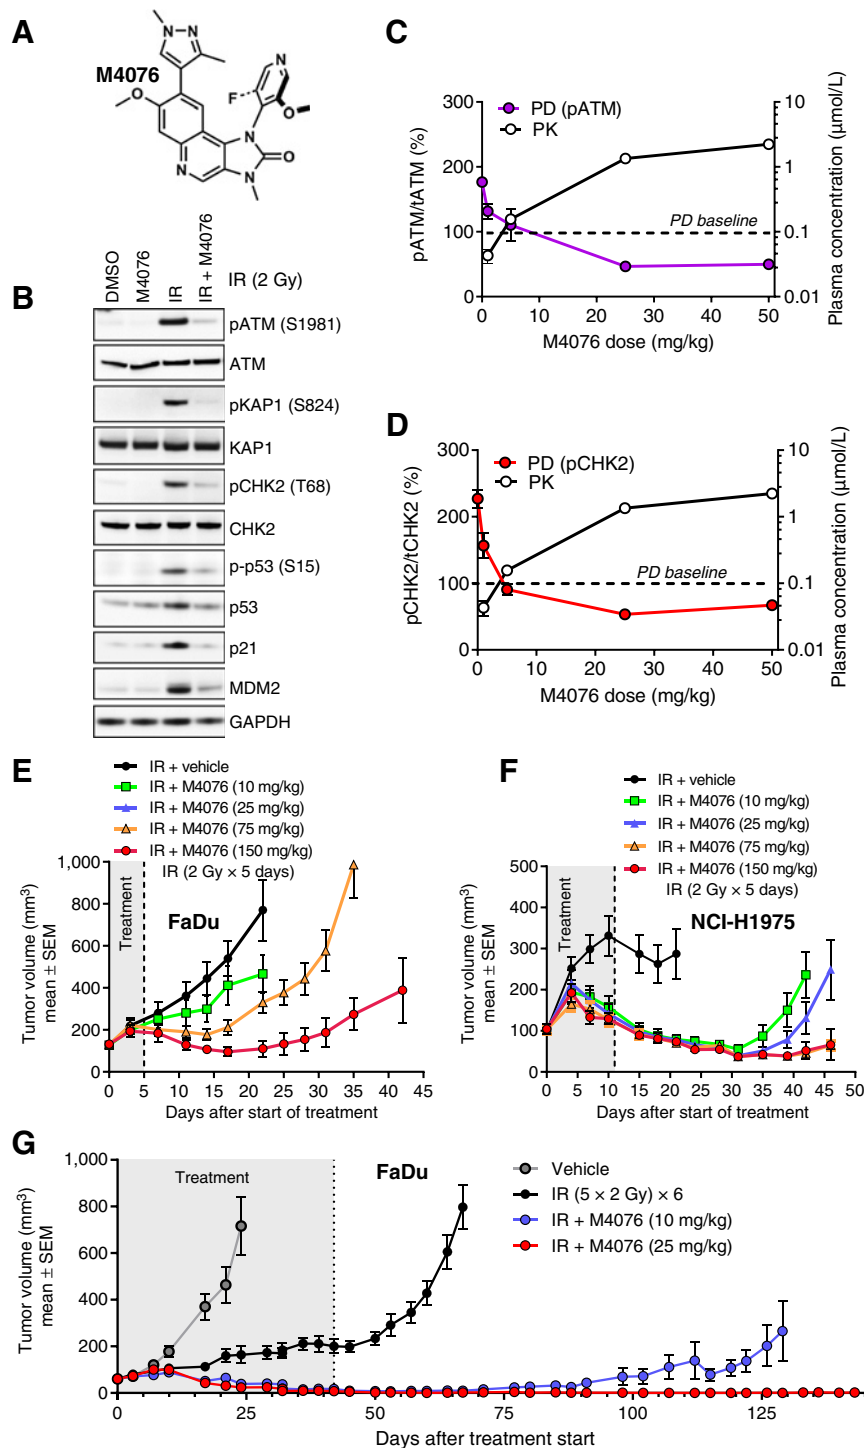 A
M4076
N
N
F
N
O
O
N
N
O
N
B
DMSO
M4076
IR
IR + M4076
IR (2 Gy)
pATM (S1981)
ATM
pKAP1 (S824)
KAP1
pCHK2 (T68)
CHK2
p-p53 (S15)
p53
p21
MDM2
GAPDH
C
PD (pATM)
PK
pATM/tATM (%)
300
200
100
0
Plasma concentration (μmol/L)
10
1
0.1
0.01
PD baseline
0 10 20 30 40 50
M4076 dose (mg/kg)
D
PD (pCHK2)
PK
pCHK2/tCHK2 (%)
300
200
100
0
Plasma concentration (μmol/L)
10
1
0.1
0.01
PD baseline
0 10 20 30 40 50
M4076 dose (mg/kg)
E
IR + vehicle
IR + M4076 (10 mg/kg)
IR + M4076 (25 mg/kg)
IR + M4076 (75 mg/kg)
IR + M4076 (150 mg/kg)
IR (2 Gy × 5 days)
Treatment
FaDu
Tumor volume (mm³)
mean ± SEM
1,000
800
600
400
200
0
0 5 10 15 20 25 30 35 40 45
Days after start of treatment
F
IR + vehicle
IR + M4076 (10 mg/kg)
IR + M4076 (25 mg/kg)
IR + M4076 (75 mg/kg)
IR + M4076 (150 mg/kg)
IR (2 Gy × 5 days)
Treatment
NCI-H1975
Tumor volume (mm³)
mean ± SEM
500
400
300
200
100
0
0 5 10 15 20 25 30 35 40 45 50
Days after start of treatment
G
Treatment
FaDu
Vehicle
IR (5 × 2 Gy) × 6
IR + M4076 (10 mg/kg)
IR + M4076 (25 mg/kg)
Tumor volume (mm³)
mean ± SEM
1,000
800
600
400
200
0
0 25 50 75 100 125
Days after treatment start